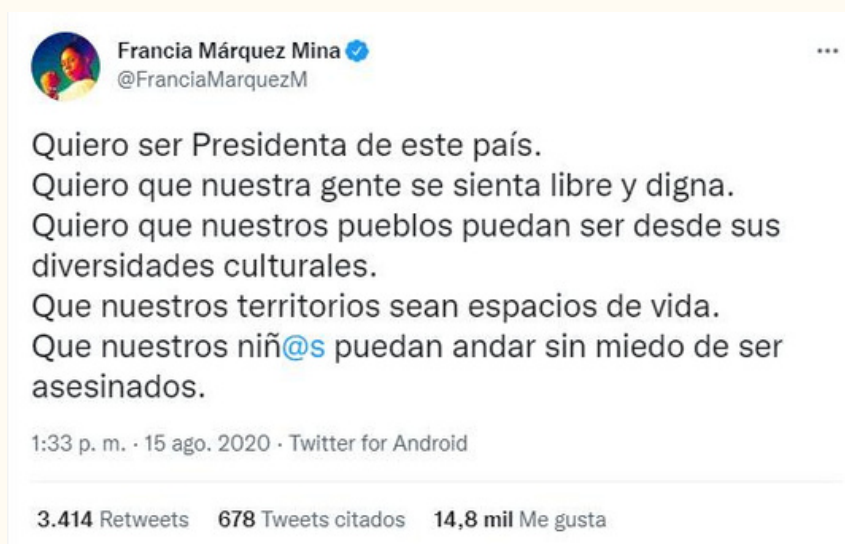 Francia Márquez Mina
@FranciaMarquezM
Quiero ser Presidenta de este país.
Quiero que nuestra gente se sienta libre y digna.
Quiero que nuestros pueblos puedan ser desde sus
diversidades culturales.
Que nuestros territorios sean espacios de vida.
Que nuestros niñ@s puedan andar sin miedo de ser
asesinados.
1:33 p. m. · 15 ago. 2020 · Twitter for Android
3.414 Retweets 678 Tweets citados 14,8 mil Me gusta